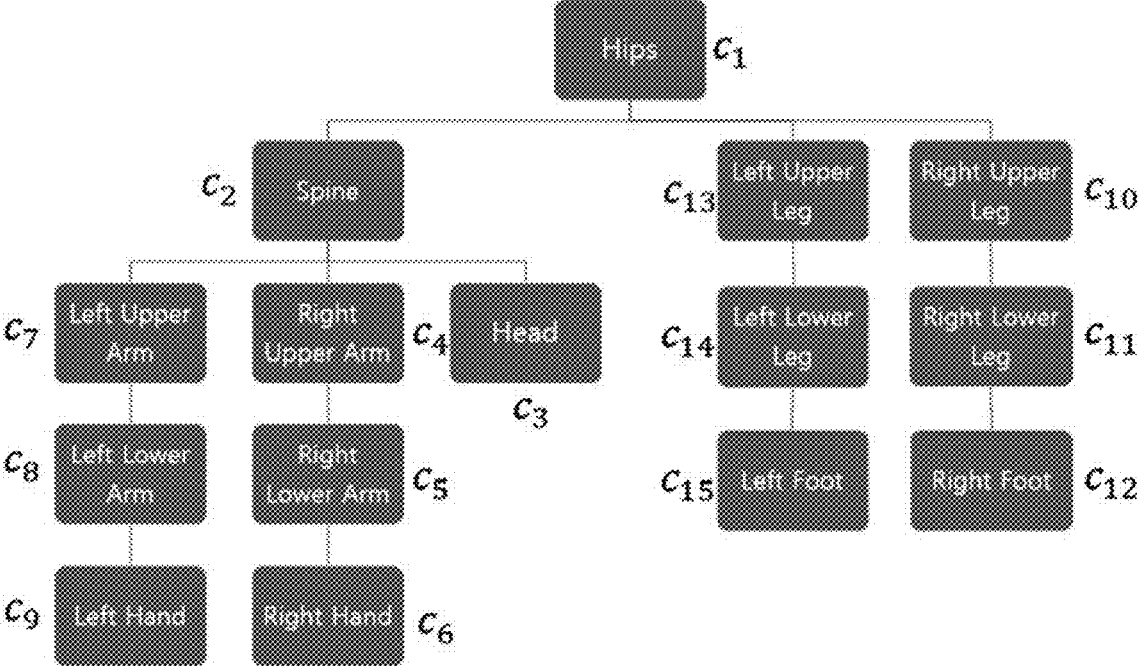 Hips
c1
c2
Spine
c13
Left Upper
Leg
Right Upper
Leg
c10
c7
Left Upper
Arm
Right
Upper Arm
c4
Head
c3
c14
Left Lower
Leg
Right Lower
Leg
c11
c8
Left Lower
Arm
Right
Lower Arm
c5
c15
Left Foot
Right Foot
c12
c9
Left Hand
Right Hand
c6